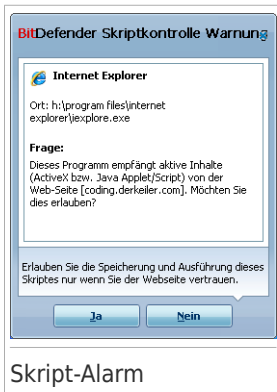 BitDefender Skriptkontrolle Warnung
Internet Explorer
Ort: h:\program files\internet
explorer\iexplore.exe
Frage:
Dieses Programm empfängt aktive Inhalte
(ActiveX bzw. Java Applet/Script) von der
Web-Seite [coding.derkeiler.com]. Möchten Sie
dies erlauben?
Erlauben Sie die Speicherung und Ausführung dieses
Skriptes nur wenn Sie der Webseite vertrauen.
Ja
Nein
Skript-Alarm